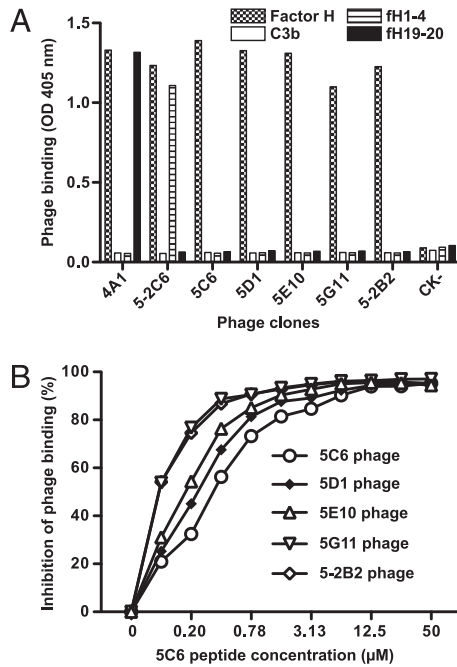 A
Factor H
C3b
fH1-4
fH19-20
Phage binding (OD 405 nm)
1.5
1.0
0.5
0.0
4A1 5-2C6 5C6 5D1 5E10 5G11 5-2B2 CK-
Phage clones
B
Inhibition of phage binding (%)
100
80
60
40
20
0
5C6 phage
5D1 phage
5E10 phage
5G11 phage
5-2B2 phage
0 0.20 0.78 3.13 12.5 50
5C6 peptide concentration (µM)